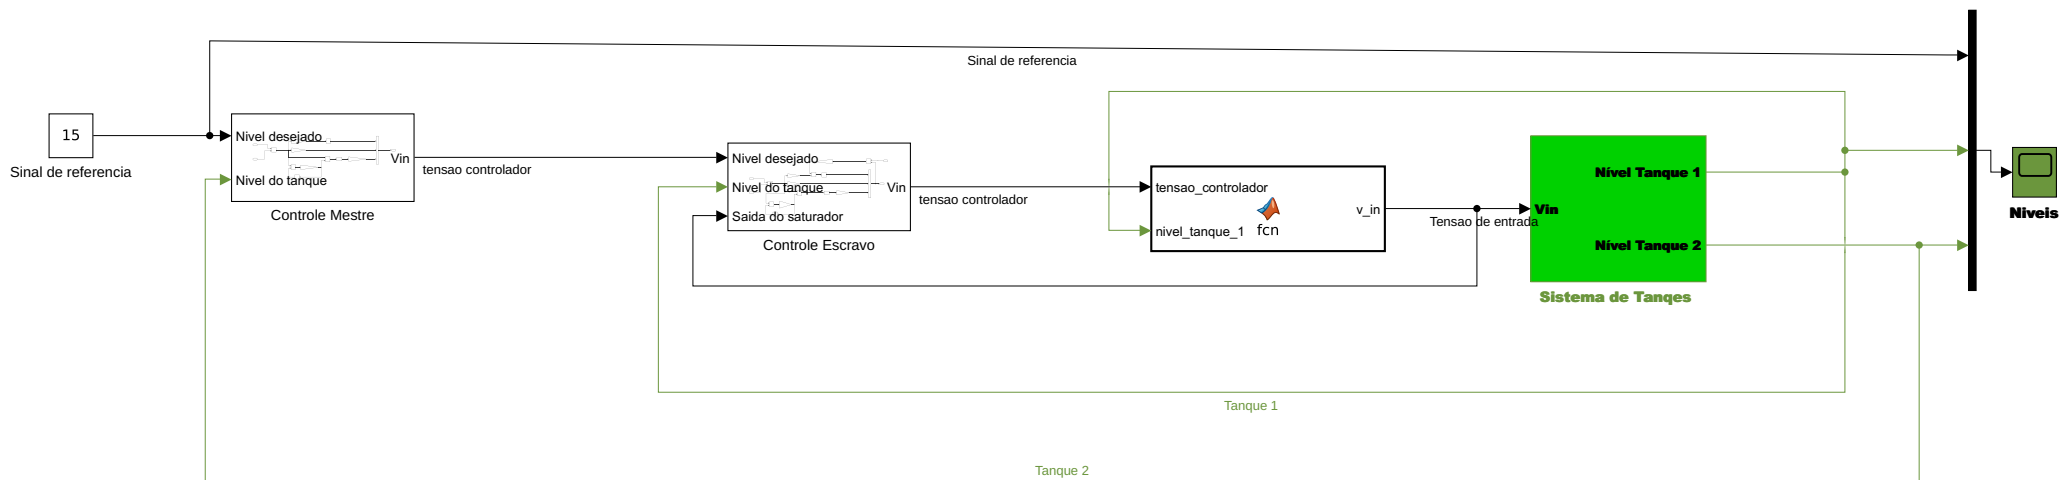 Sinal de referencia
15
Sinal de referencia
Nivel desejado
Nivel do tanque
Vin
Controle Mestre
tensao controlador
Nivel desejado
Nivel do tanque
Saida do saturador
Vin
Controle Escravo
tensao controlador
tensao_controlador
nivel_tanque_1
v_in
fcn
Tensao de entrada
Vin
Nível Tanque 1
Nível Tanque 2
Sistema de Tanqes
Niveis
Tanque 1
Tanque 2